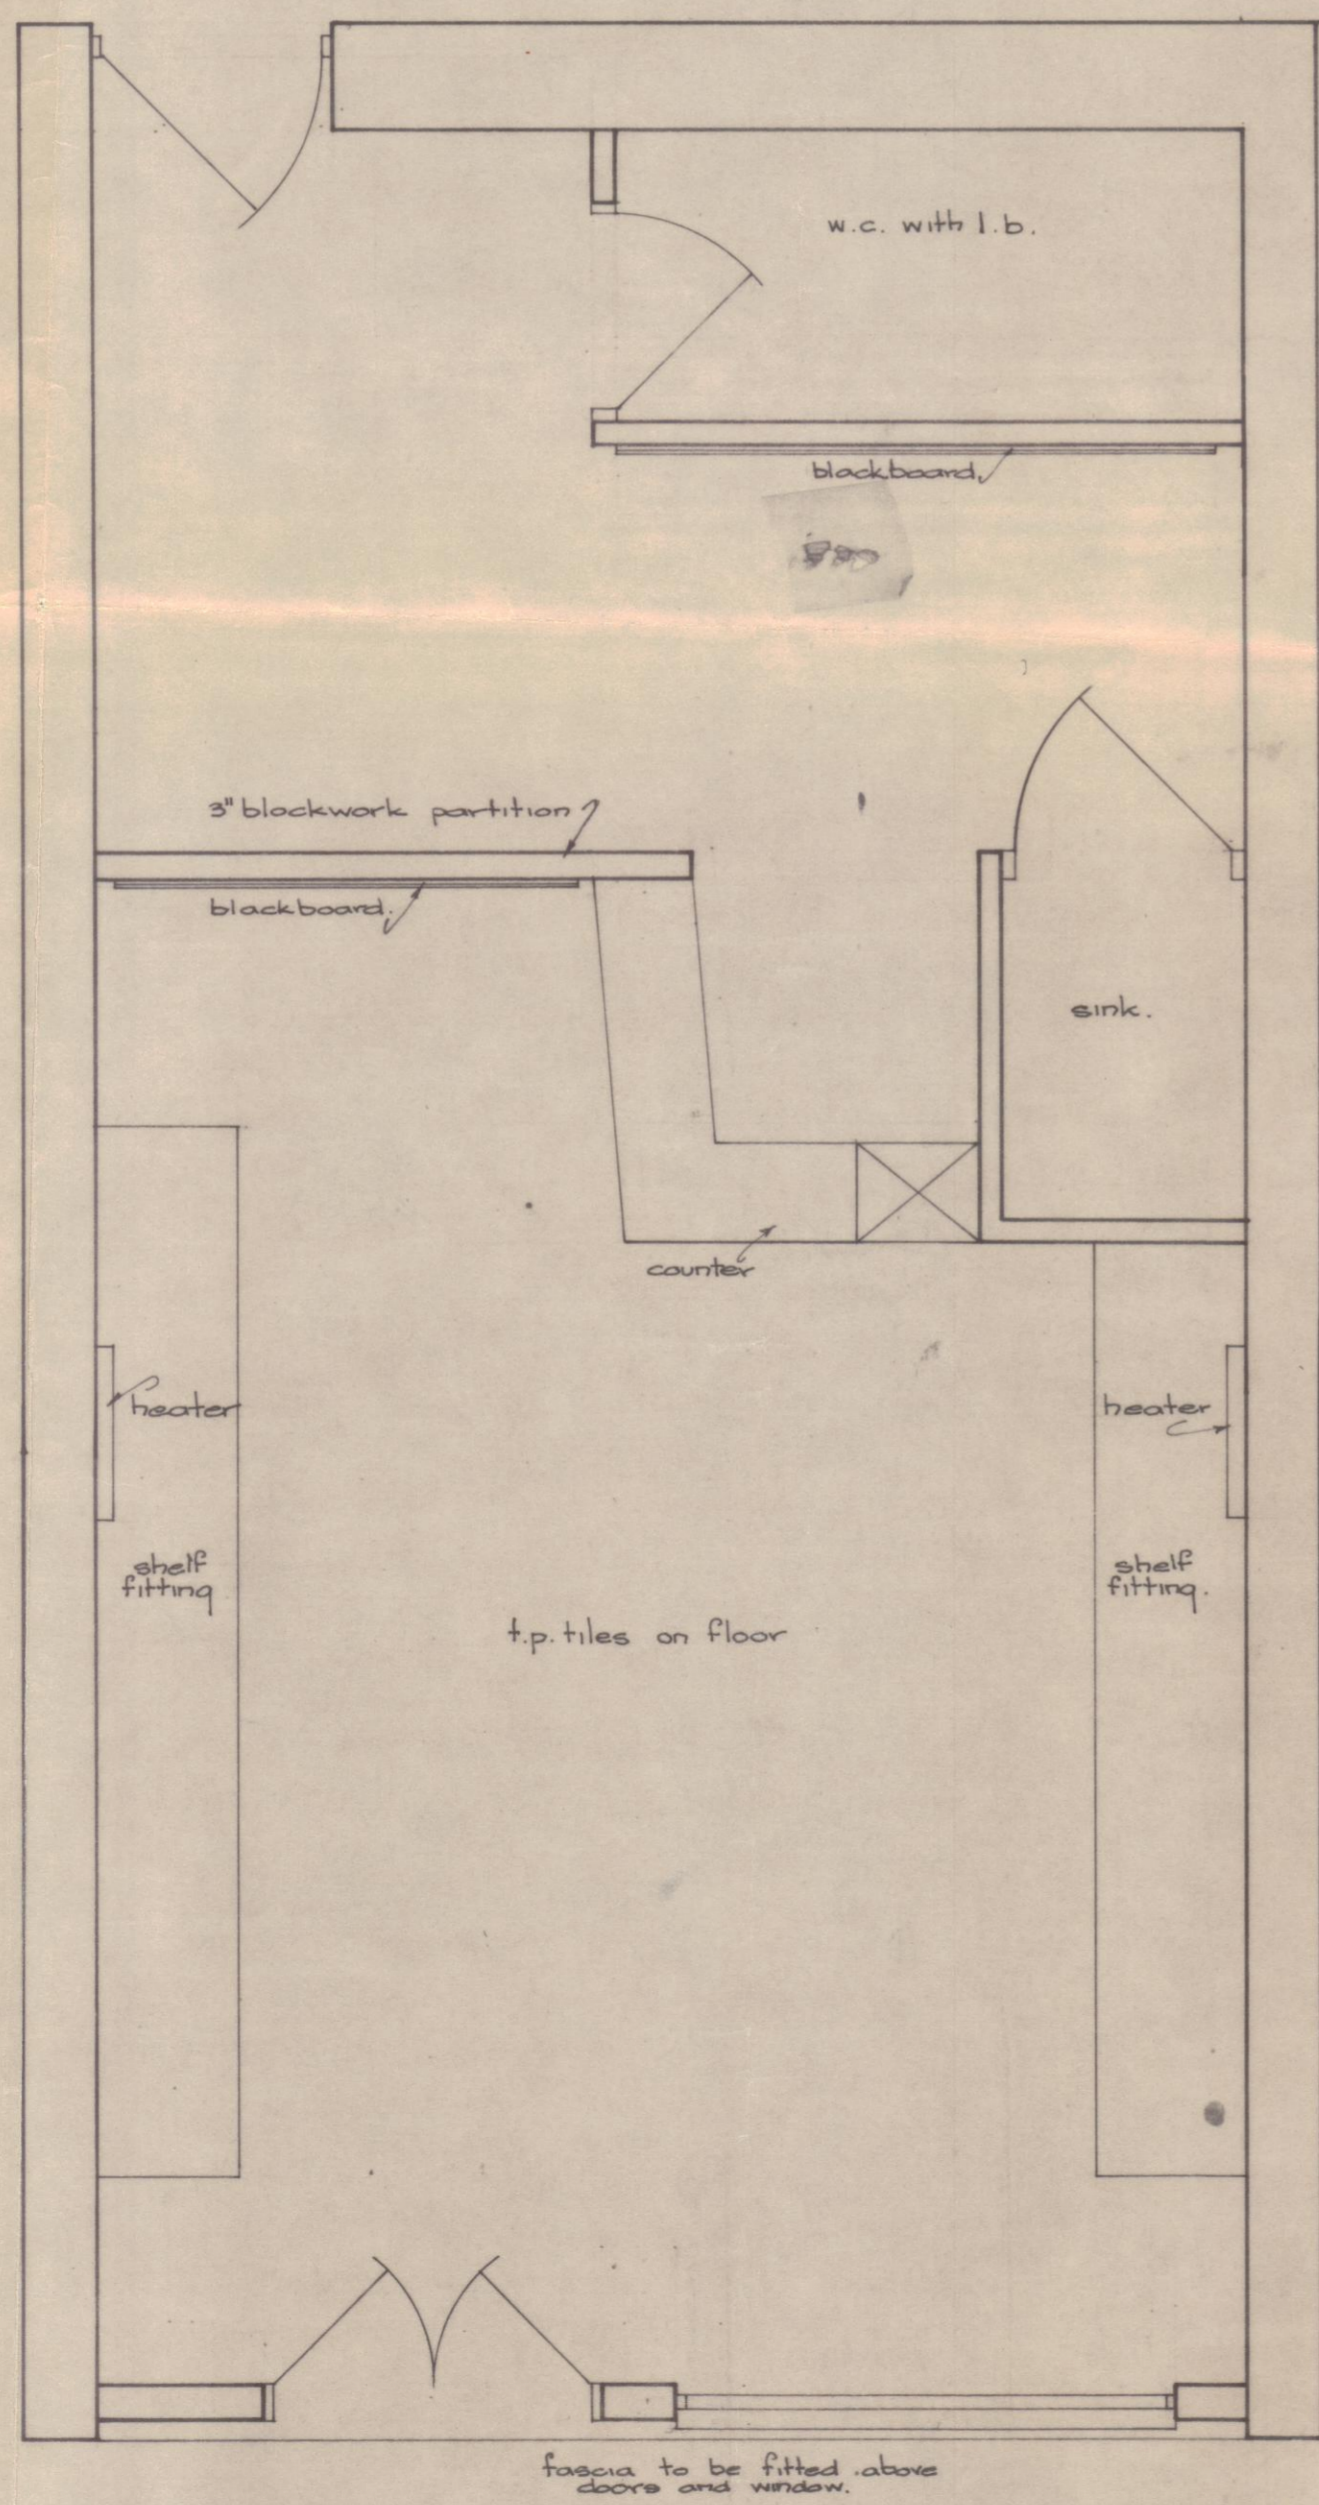 w.c. with l.b.
blackboard
3" blockwork partition
blackboard.
sink.
counter
heater
heater
shelf
fitting
shelf
fitting.
t.p. tiles on floor
fascia to be fitted above
doors and window.